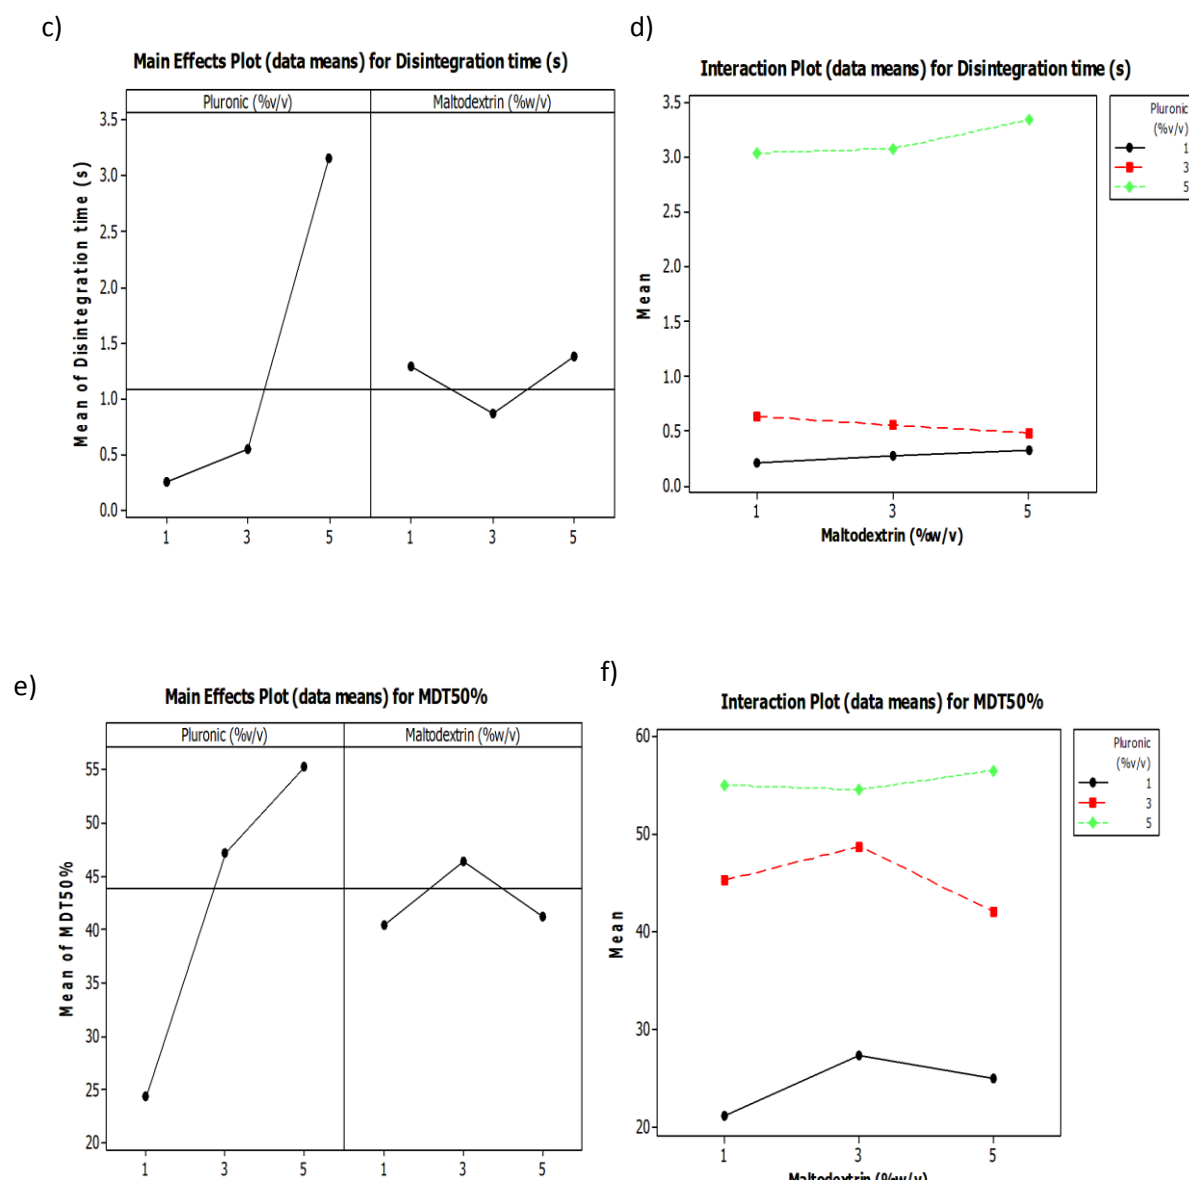 c)
Main Effects Plot (data means) for Disintegration time (s)
Pluronic (%v/v) Maltodextrin (%w/v)
Mean of Disintegration time (s)
3.5
3.0
2.5
2.0
1.5
1.0
0.5
0.0
1 3 5 1 3 5
d)
Interaction Plot (data means) for Disintegration time (s)
Mean
3.5
3.0
2.5
2.0
1.5
1.0
0.5
0.0
1 3 5
Maltodextrin (%w/v)
Pluronic
(%v/v)
1
3
5
e)
Main Effects Plot (data means) for MDT50%
Pluronic (%v/v) Maltodextrin (%w/v)
Mean of MDT50%
55
50
45
40
35
30
25
20
1 3 5 1 3 5
f)
Interaction Plot (data means) for MDT50%
Mean
60
50
40
30
20
1 3 5
Maltodextrin (%w/v)
Pluronic
(%v/v)
1
3
5